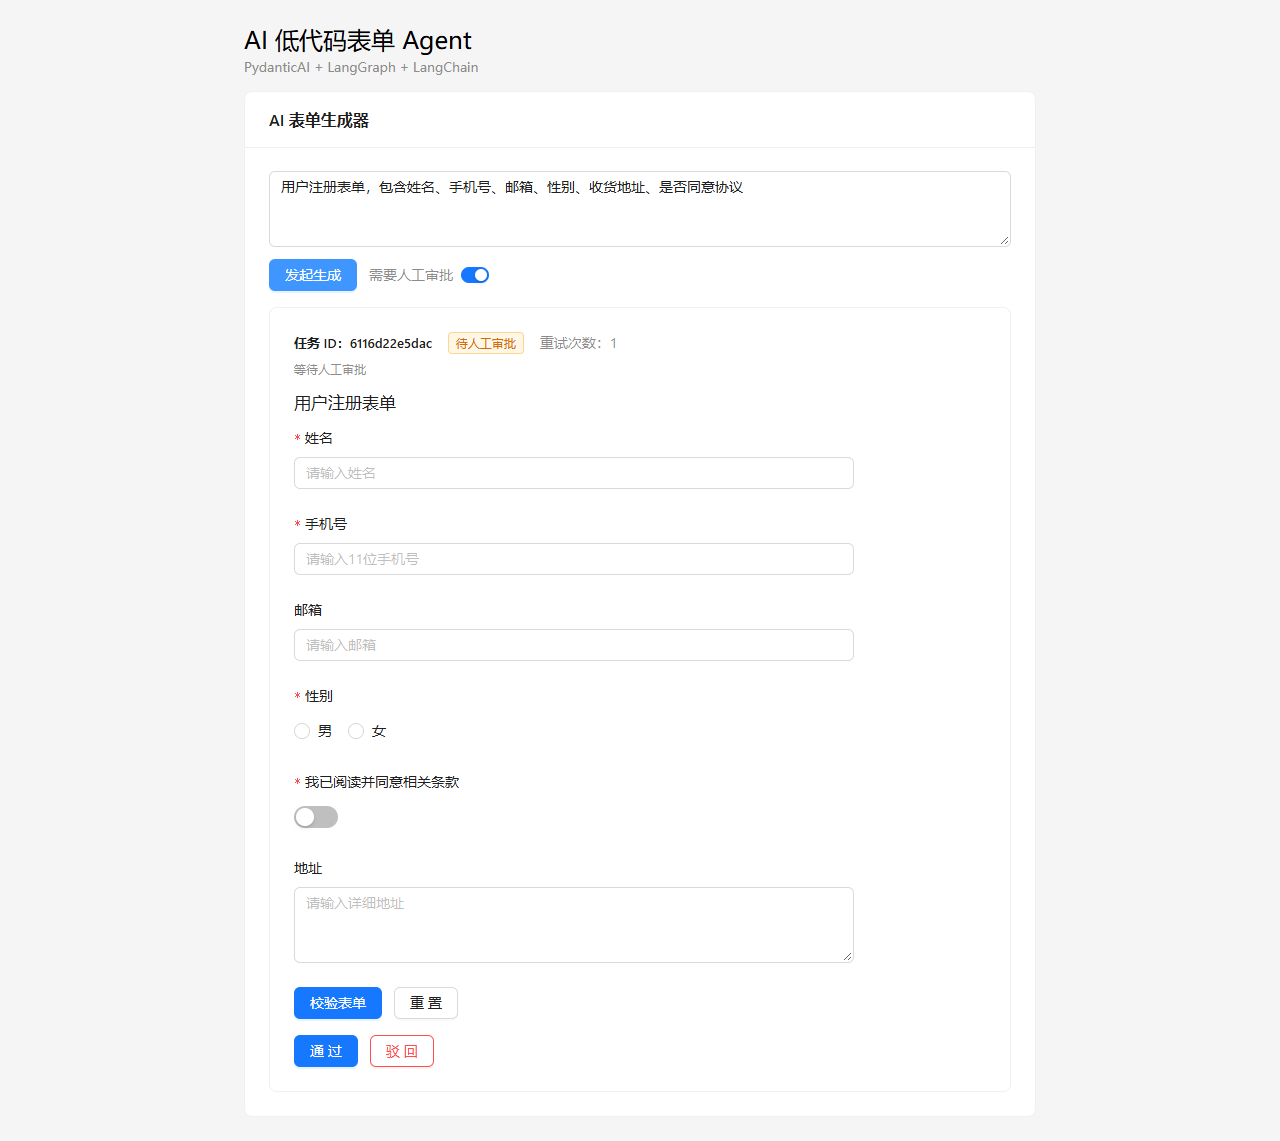 AI 低代码表单 Agent
PydanticAI + LangGraph + LangChain
AI 表单生成器
用户注册表单，包含姓名、手机号、邮箱、性别、收货地址、是否同意协议
发起生成 需要人工审批
任务 ID：6116d22e5dac 待人工审批 重试次数：1
等待人工审批
用户注册表单
* 姓名
请输入姓名
* 手机号
请输入11位手机号
邮箱
请输入邮箱
* 性别
男 女
* 我已阅读并同意相关条款
地址
请输入详细地址
校验表单 重 置
通 过 驳 回